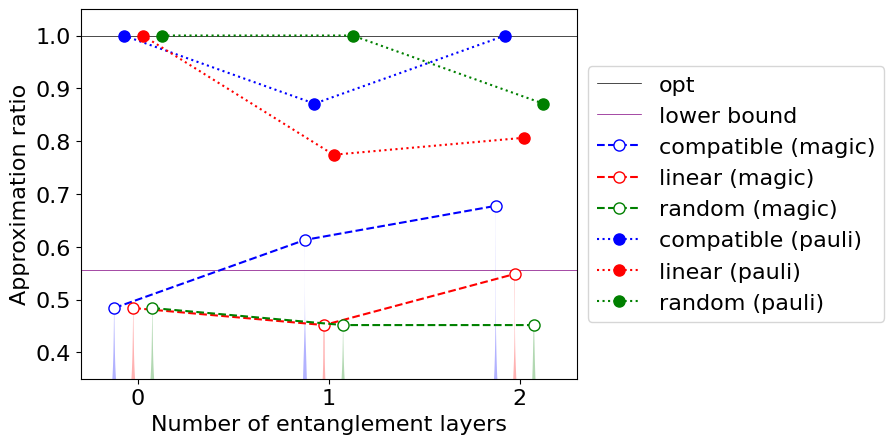 Approximation ratio
1.0
0.9
0.8
0.7
0.6
0.5
0.4
0
1
2
Number of entanglement layers
opt
lower bound
compatible (magic)
linear (magic)
random (magic)
compatible (pauli)
linear (pauli)
random (pauli)